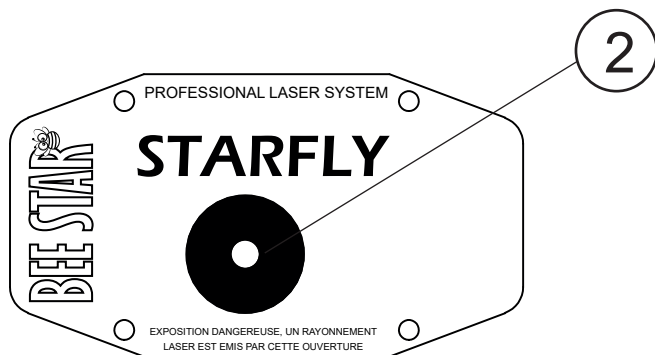 2
PROFESSIONAL LASER SYSTEM
BEE STAR
STARFLY
EXPOSITION DANGEREUSE, UN RAYONNEMENT
LASER EST EMIS PAR CETTE OUVERTURE